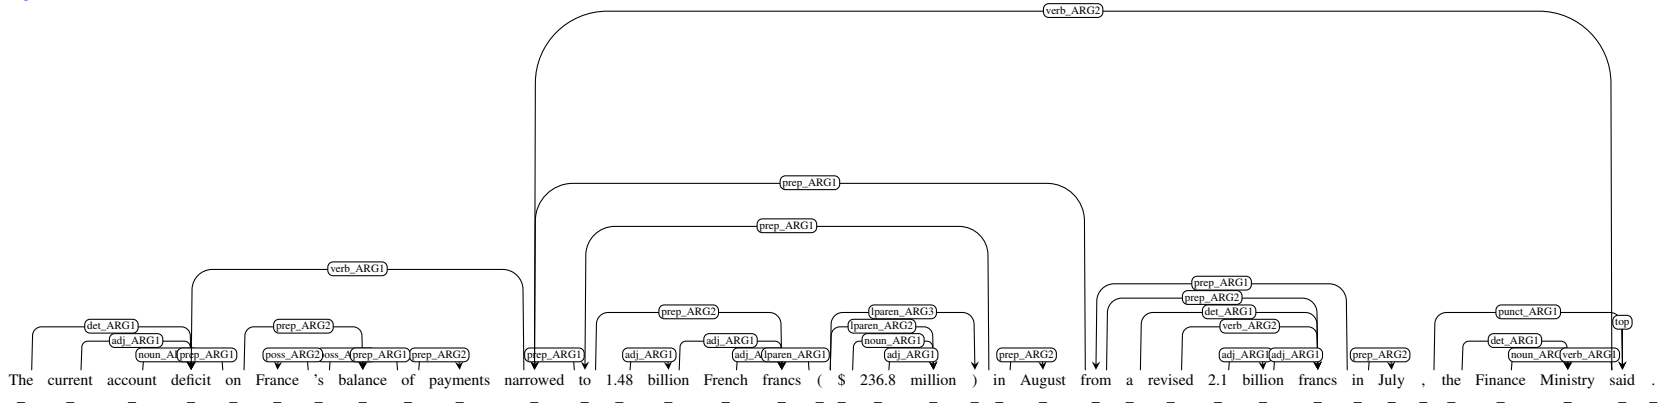 verb_ARG2
prep_ARG1
prep_ARG1
verb_ARG1
prep_ARG1
prep_ARG2
prep_ARG2 lparen_ARG3 det_ARG1 punct_ARG1
top
det_ARG1 prep_ARG2 lparen_ARG2 verb_ARG2
adj_ARG1 adj_ARG1 noun_ARG1 det_ARG1
prep_ARG1 poss_ARG2 prep_ARG1 prep_ARG2 prep_ARG1 adj_ARG1 lparen_ARG1 adj_ARG1 prep_ARG2 adj_ARG1 adj_ARG1 prep_ARG2 verb_ARG1
The current account deficit on France 's balance of payments narrowed to 1.48 billion French francs ( $ 236.8 million ) in August from a revised 2.1 billion francs in July , the Finance Ministry said .